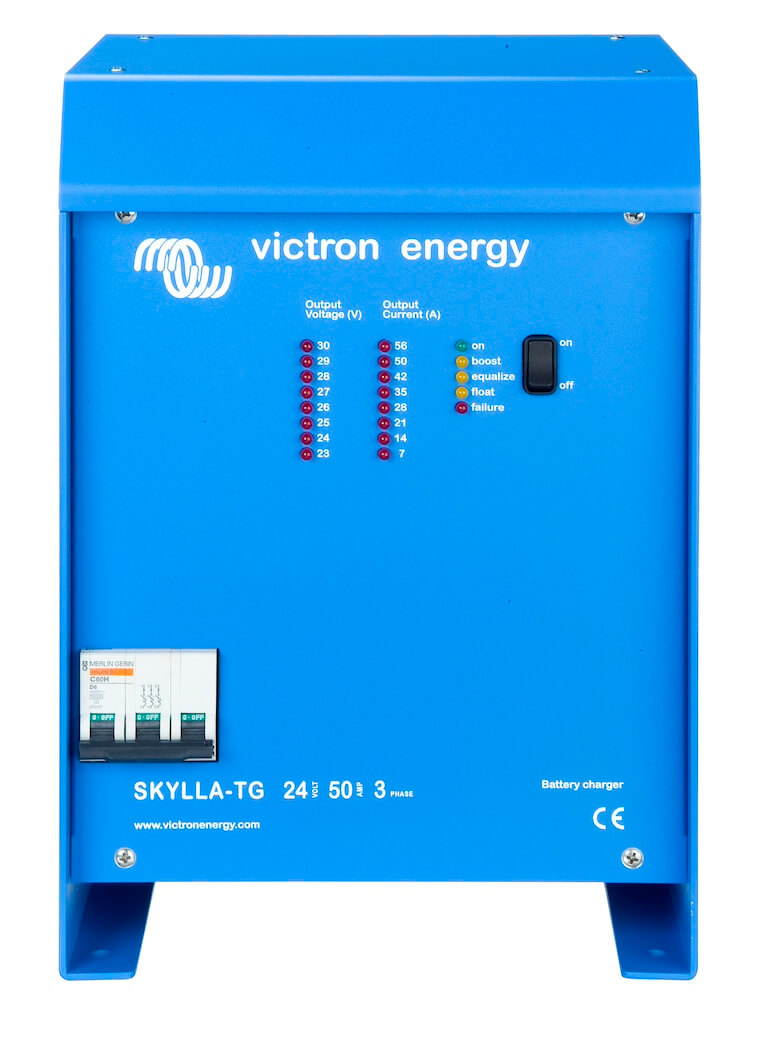 victron energy
Output Voltage (V)
Output Current (A)
30 56 on on
29 50 boost
28 42 equalize
27 35 float off
26 28 failure
25 21
24 14
23 7
MERLIN GERIN
C60H
D6
0-OFF 0-OFF 0-OFF
SKYLLA-TG 24 VOLT 50 AMP 3 PHASE
Battery charger
www.victronenergy.com
CE